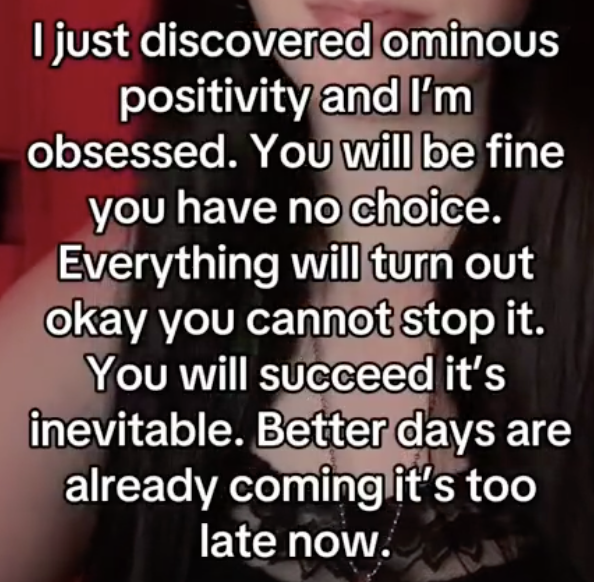 I just discovered ominous
positivity and I'm
obsessed. You will be fine
you have no choice.
Everything will turn out
okay you cannot stop it.
You will succeed it's
inevitable. Better days are
already coming it's too
late now.